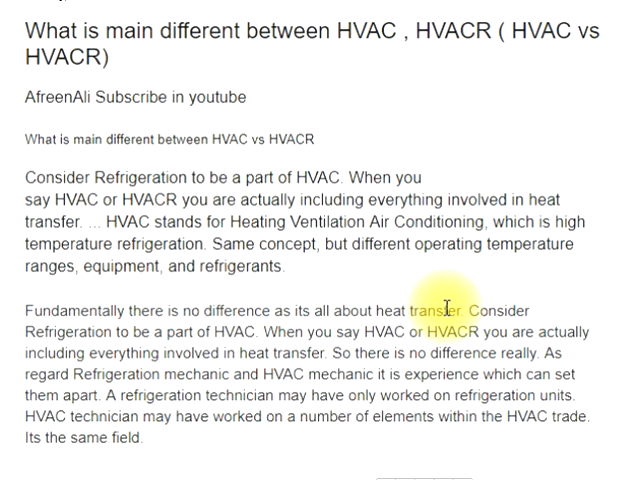 What is main different between HVAC , HVACR ( HVAC vs
HVACR)
AfreenAli Subscribe in youtube
What is main different between HVAC vs HVACR
Consider Refrigeration to be a part of HVAC. When you
say HVAC or HVACR you are actually including everything involved in heat
transfer. ... HVAC stands for Heating Ventilation Air Conditioning, which is high
temperature refrigeration. Same concept, but different operating temperature
ranges, equipment, and refrigerants.
Fundamentally there is no difference as its all about heat transfer. Consider
Refrigeration to be a part of HVAC. When you say HVAC or HVACR you are actually
including everything involved in heat transfer. So there is no difference really. As
regard Refrigeration mechanic and HVAC mechanic it is experience which can set
them apart. A refrigeration technician may have only worked on refrigeration units.
HVAC technician may have worked on a number of elements within the HVAC trade.
Its the same field.